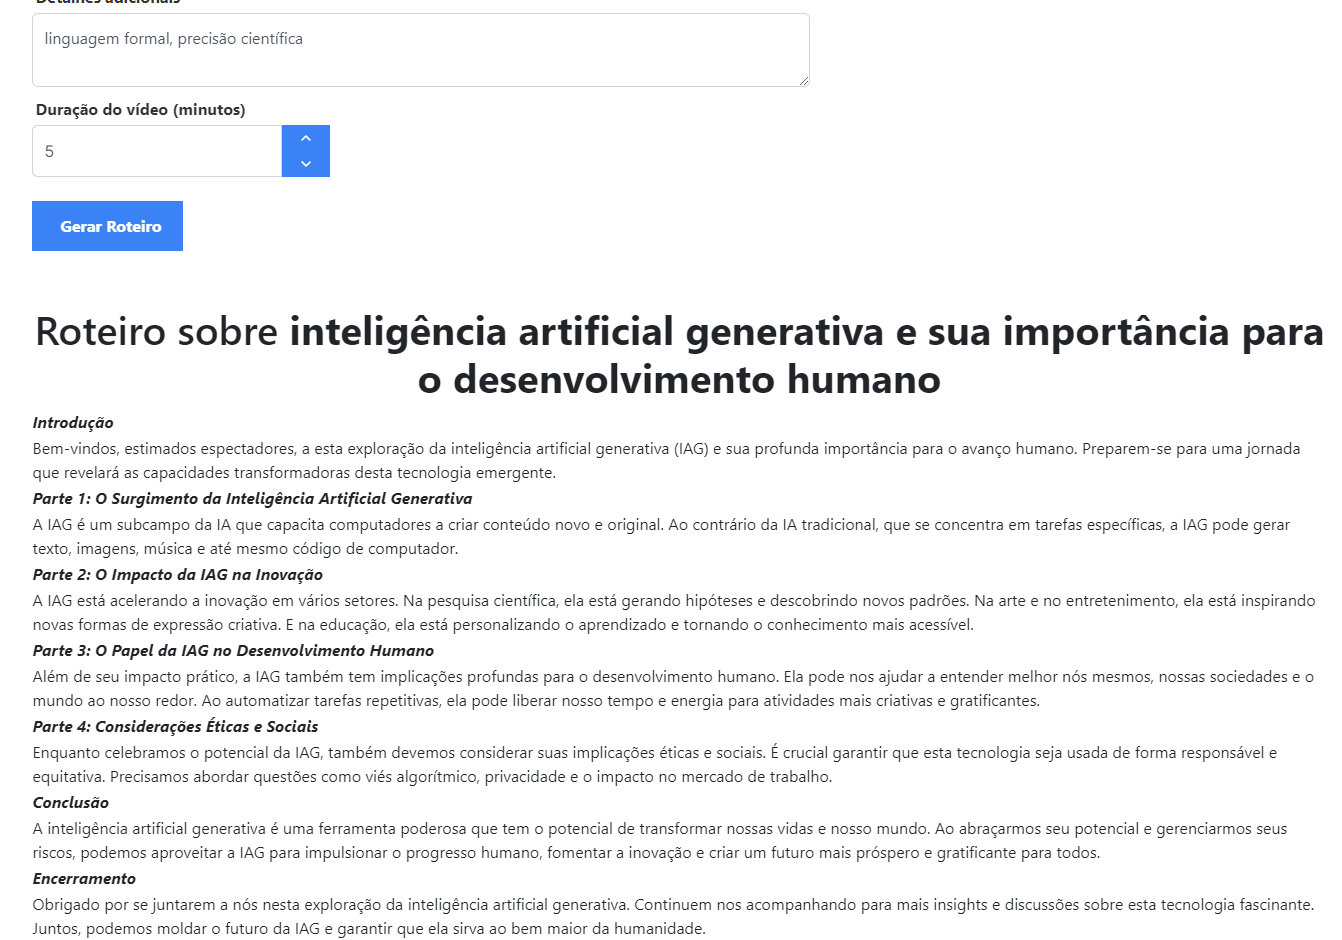 Detalhes adicionais
linguagem formal, precisão científica
Duração do vídeo (minutos)
5
Gerar Roteiro
Roteiro sobre inteligência artificial generativa e sua importância para
o desenvolvimento humano
Introdução
Bem-vindos, estimados espectadores, a esta exploração da inteligência artificial generativa (IAG) e sua profunda importância para o avanço humano. Preparem-se para uma jornada
que revelará as capacidades transformadoras desta tecnologia emergente.
Parte 1: O Surgimento da Inteligência Artificial Generativa
A IAG é um subcampo da IA que capacita computadores a criar conteúdo novo e original. Ao contrário da IA tradicional, que se concentra em tarefas específicas, a IAG pode gerar
texto, imagens, música e até mesmo código de computador.
Parte 2: O Impacto da IAG na Inovação
A IAG está acelerando a inovação em vários setores. Na pesquisa científica, ela está gerando hipóteses e descobrindo novos padrões. Na arte e no entretenimento, ela está inspirando
novas formas de expressão criativa. E na educação, ela está personalizando o aprendizado e tornando o conhecimento mais acessível.
Parte 3: O Papel da IAG no Desenvolvimento Humano
Além de seu impacto prático, a IAG também tem implicações profundas para o desenvolvimento humano. Ela pode nos ajudar a entender melhor nós mesmos, nossas sociedades e o
mundo ao nosso redor. Ao automatizar tarefas repetitivas, ela pode liberar nosso tempo e energia para atividades mais criativas e gratificantes.
Parte 4: Considerações Éticas e Sociais
Enquanto celebramos o potencial da IAG, também devemos considerar suas implicações éticas e sociais. É crucial garantir que esta tecnologia seja usada de forma responsável e
equitativa. Precisamos abordar questões como viés algorítmico, privacidade e o impacto no mercado de trabalho.
Conclusão
A inteligência artificial generativa é uma ferramenta poderosa que tem o potencial de transformar nossas vidas e nosso mundo. Ao abraçarmos seu potencial e gerenciarmos seus
riscos, podemos aproveitar a IAG para impulsionar o progresso humano, fomentar a inovação e criar um futuro mais próspero e gratificante para todos.
Encerramento
Obrigado por se juntarem a nós nesta exploração da inteligência artificial generativa. Continuem nos acompanhando para mais insights e discussões sobre esta tecnologia fascinante.
Juntos, podemos moldar o futuro da IAG e garantir que ela sirva ao bem maior da humanidade.